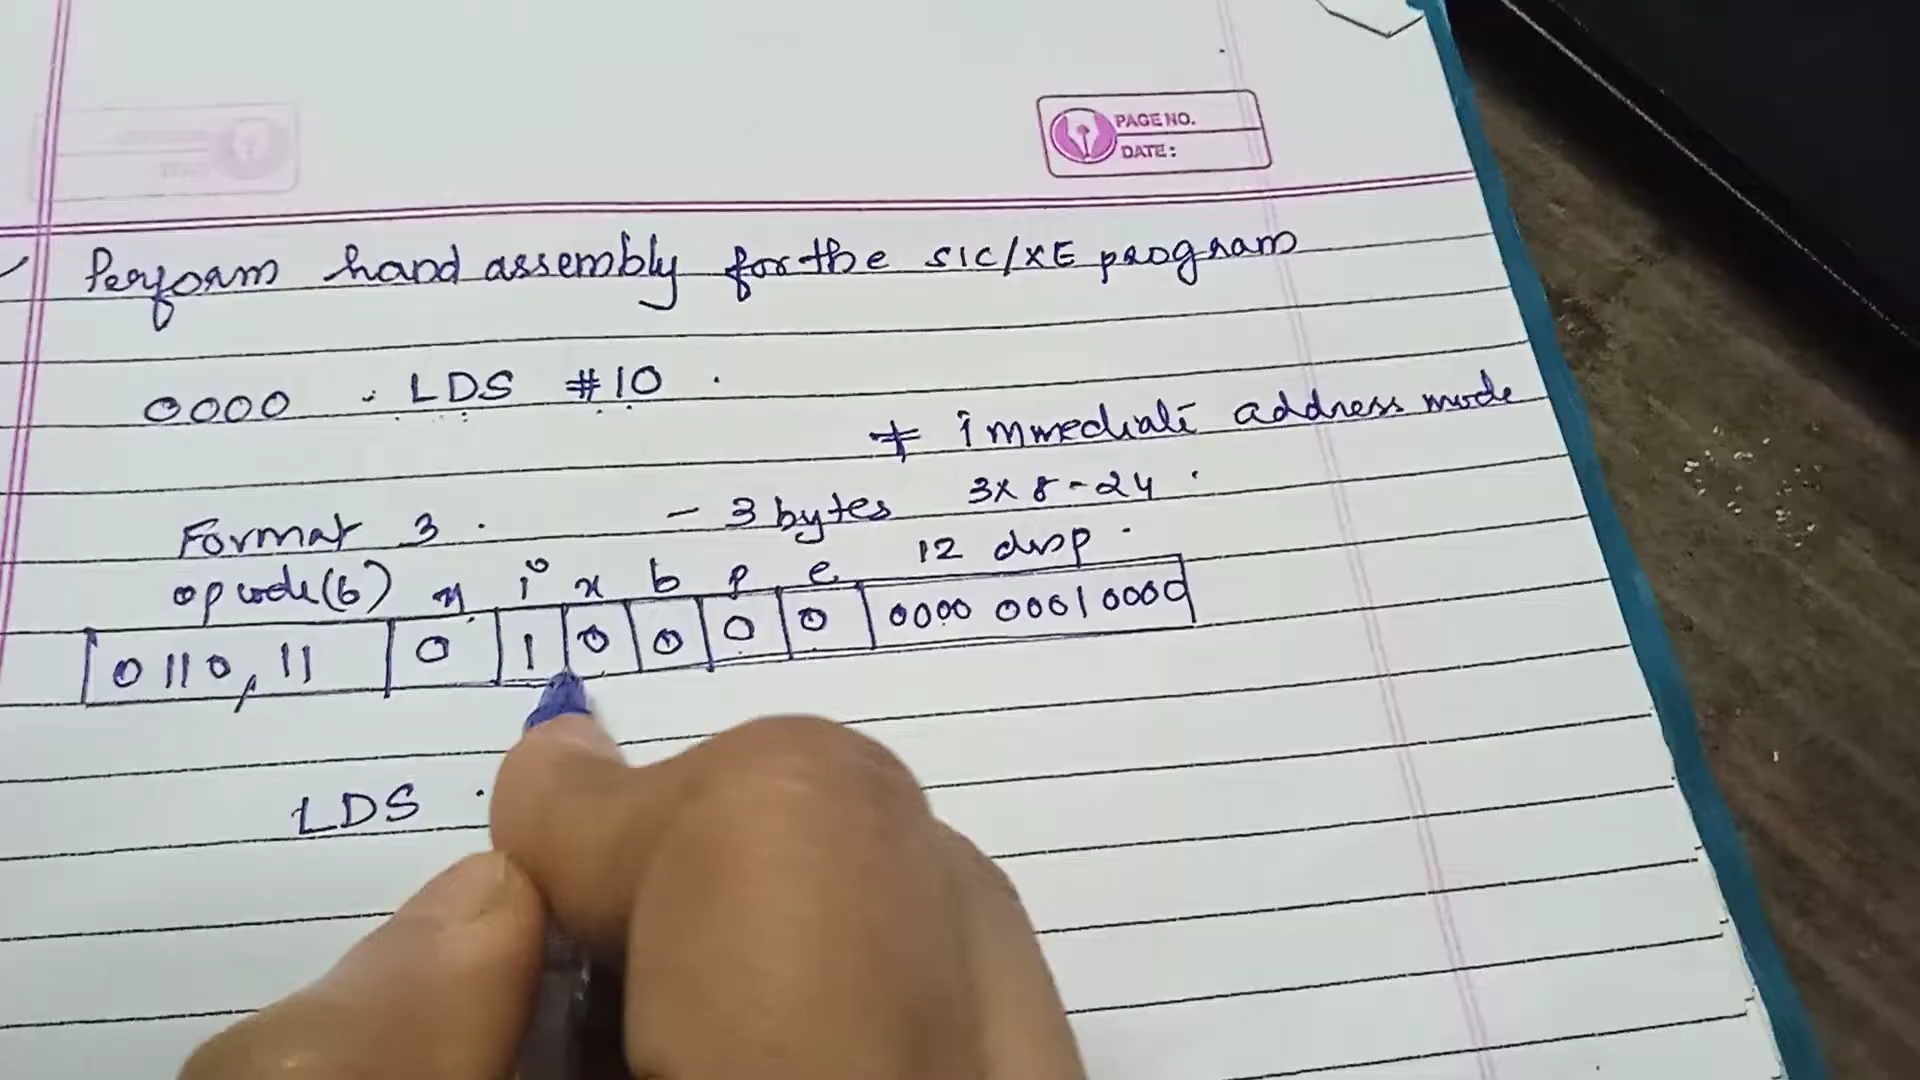 PAGE NO.
DATE:
Perform hand assembly for the SIC/XE program
0000 . LDS #10 .
* immediate address mode
Format 3 . - 3 bytes 3x8-24 .
opcode(6) n i x b p e 12 disp .
0110,11 0 1 0 0 0 0 0000 0001 0000
LDS .